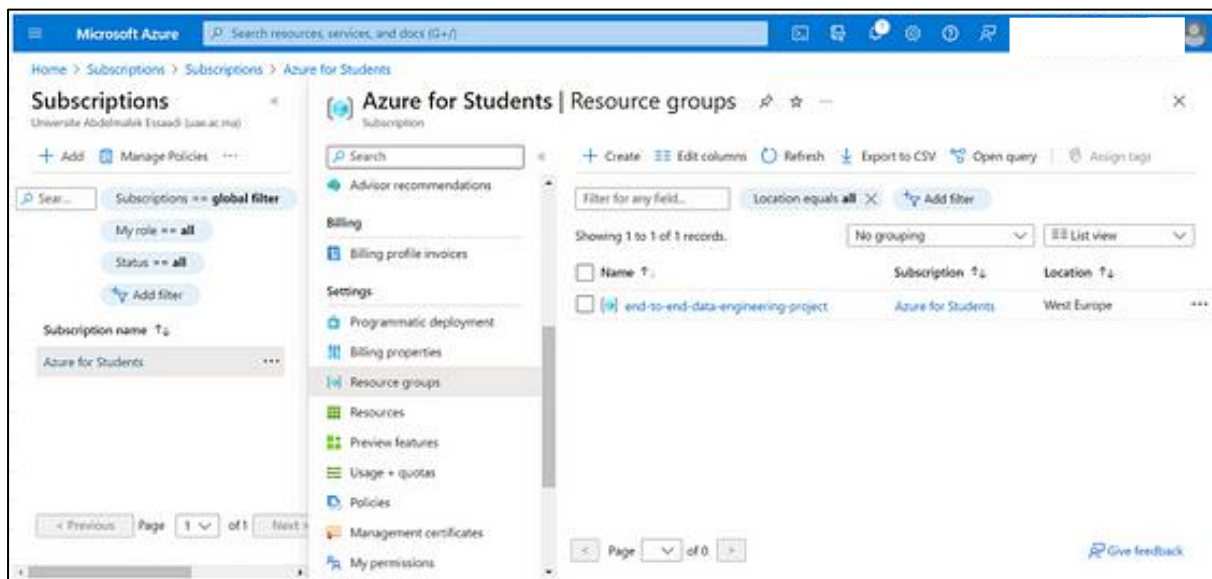 Microsoft Azure
Search resources, services, and docs (G+/)
Home > Subscriptions > Subscriptions > Azure for Students
Subscriptions
Universite Abdelmalek Essaadi (uae.ac.ma)
+ Add Manage Policies ...
Sear...
Subscriptions == global filter
My role == all
Status == all
Add filter
Subscription name
Azure for Students ...
< Previous Page 1 of 1 Next >
Azure for Students | Resource groups
Subscription
Search
Advisor recommendations
Billing
Billing profile invoices
Settings
Programmatic deployment
Billing properties
Resource groups
Resources
Preview features
Usage + quotas
Policies
Management certificates
My permissions
+ Create Edit columns Refresh Export to CSV Open query Assign tags
Filter for any field... Location equals all Add filter
Showing 1 to 1 of 1 records. No grouping List view
Name Subscription Location
end-to-end-data-engineering-project Azure for Students West Europe ...
< Page of 0 >
Give feedback